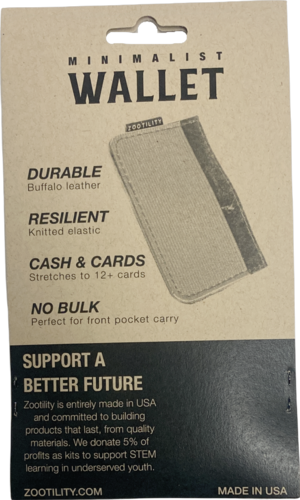 MINIMALIST
WALLET
ZOOTILITY
DURABLE
Buffalo leather
RESILIENT
Knitted elastic
CASH & CARDS
Stretches to 12+ cards
NO BULK
Perfect for front pocket carry
SUPPORT A
BETTER FUTURE
Zootility is entirely made in USA
and committed to building
products that last, from quality
materials. We donate 5% of
profits as kits to support STEM
learning in underserved youth.
ZOOTILITY.COM
MADE IN USA